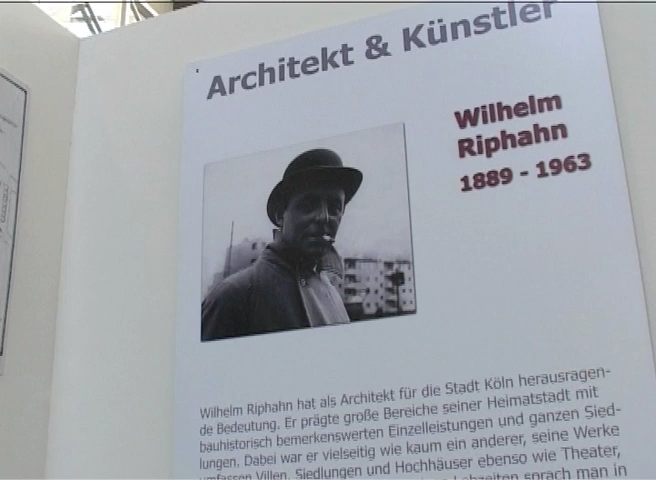 Architekt & Künstler
Wilhelm
Riphahn
1889 - 1963
Wilhelm Riphahn hat als Architekt für die Stadt Köln herausragen-
de Bedeutung. Er prägte große Bereiche seiner Heimatstadt mit
bauhistorisch bemerkenswerten Einzelleistungen und ganzen Sied-
lungen. Dabei war er vielseitig wie kaum ein anderer, seine Werke
umfassen Villen, Siedlungen und Hochhäuser ebenso wie Theater,
Lebzeiten sprach man in